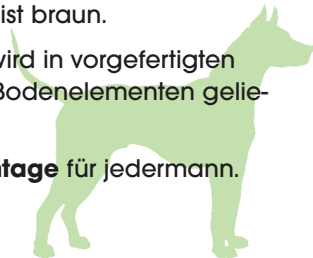 ist braun.
wird in vorgefertigten
Bodenelementen gelie-
ntage für jedermann.